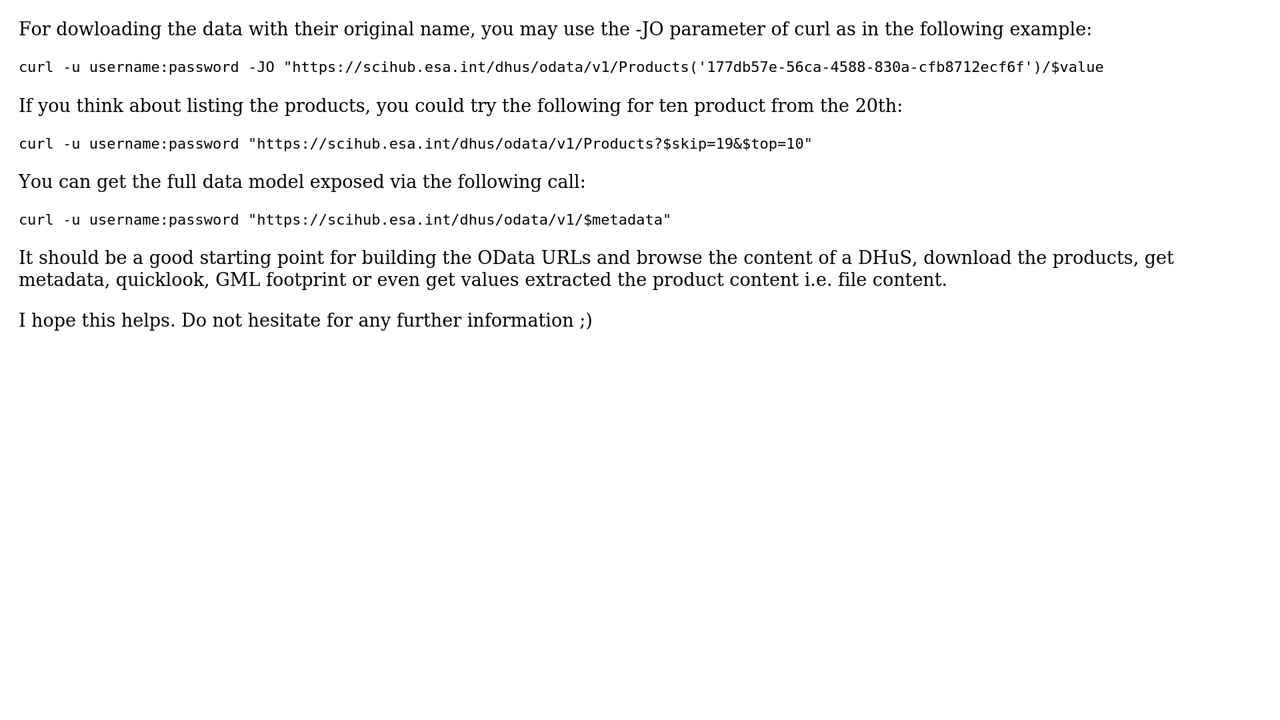 For dowloading the data with their original name, you may use the -JO parameter of curl as in the following example:
curl -u username:password -JO "https://scihub.esa.int/dhus/odata/v1/Products('177db57e-56ca-4588-830a-cfb8712ecf6f')/$value
If you think about listing the products, you could try the following for ten product from the 20th:
curl -u username:password "https://scihub.esa.int/dhus/odata/v1/Products?$skip=19&$top=10"
You can get the full data model exposed via the following call:
curl -u username:password "https://scihub.esa.int/dhus/odata/v1/$metadata"
It should be a good starting point for building the OData URLs and browse the content of a DHuS, download the products, get
metadata, quicklook, GML footprint or even get values extracted the product content i.e. file content.
I hope this helps. Do not hesitate for any further information ;)